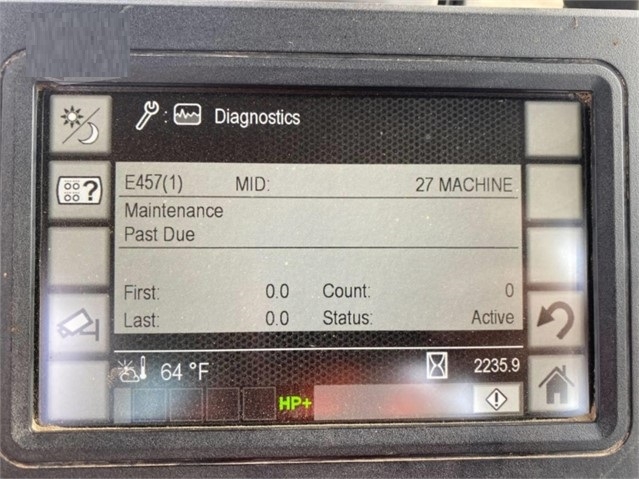 Diagnostics
?
E457(1) MID: 27 MACHINE
Maintenance
Past Due
First: 0.0 Count: 0
Last: 0.0 Status: Active
64 °F 2235.9
HP+